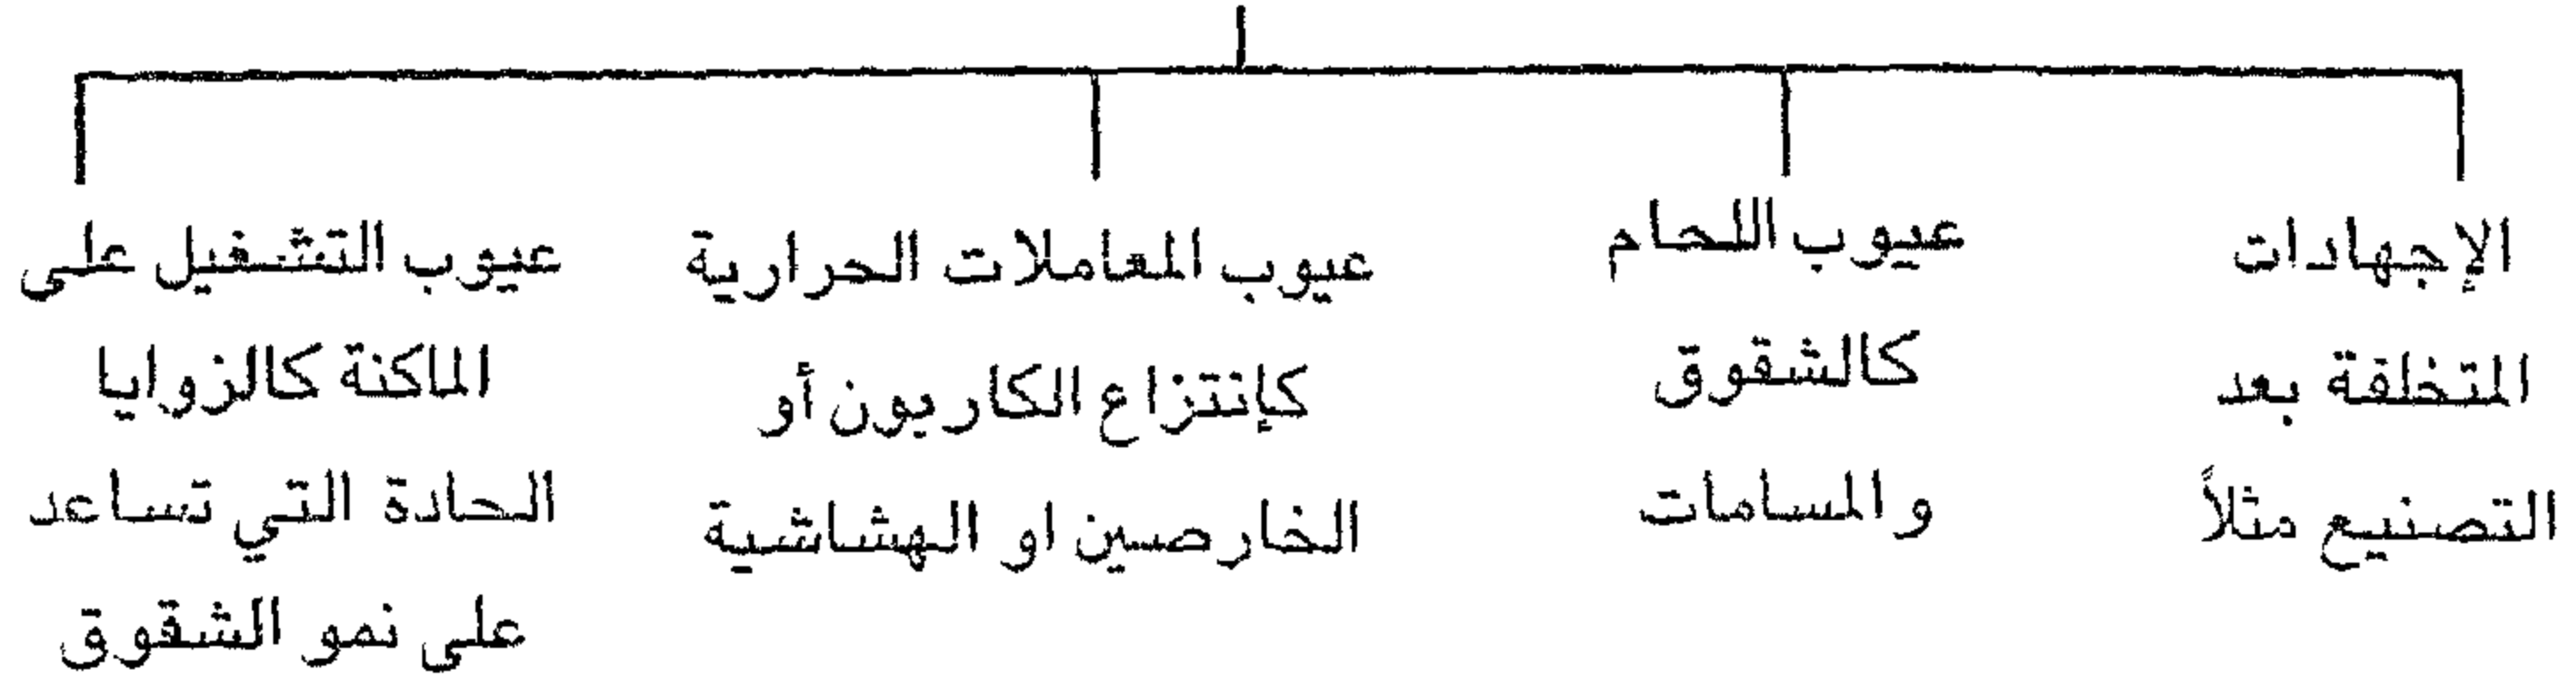 الإجهادات
المتخلفة بعد
التصنيع مثلاً
عيوب اللحام
كالشقوق
والمسامات
عيوب المعاملات الحرارية
كإنتزاع الكاربون أو
الخارصين او الهشاشية
عيوب التشغيل على
الماكنة كالزوايا
الحادة التي تساعد
على نمو الشقوق